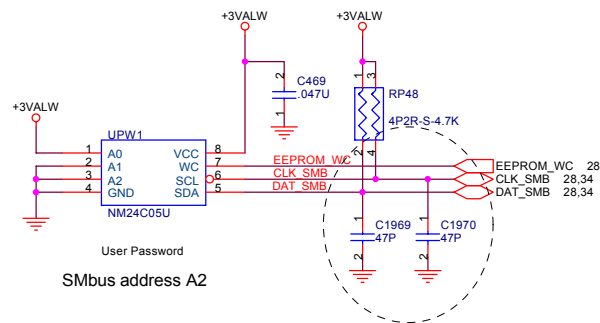 +3VALW
+3VALW
+3VALW
2
C469
.047U
1
1
3
RP48
4P2R-S-4.7K
2
4
UPW1
1 A0 VCC 8
2 A1 WC 7
3 A2 SCL 6
4 GND SDA 5
NM24C05U
EEPROM_WC
CLK_SMB
DAT_SMB
EEPROM_WC 28
CLK_SMB 28,34
DAT_SMB 28,34
User Password
SMbus address A2
1
C1969
47P
2
1
C1970
47P
2